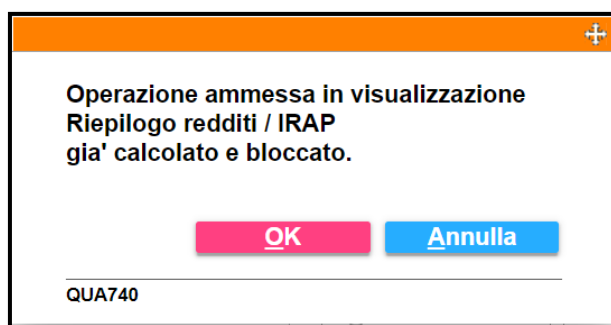 Operazione ammessa in visualizzazione
Riepilogo redditi / IRAP
gia' calcolato e bloccato.
OK
Annulla
QUA740